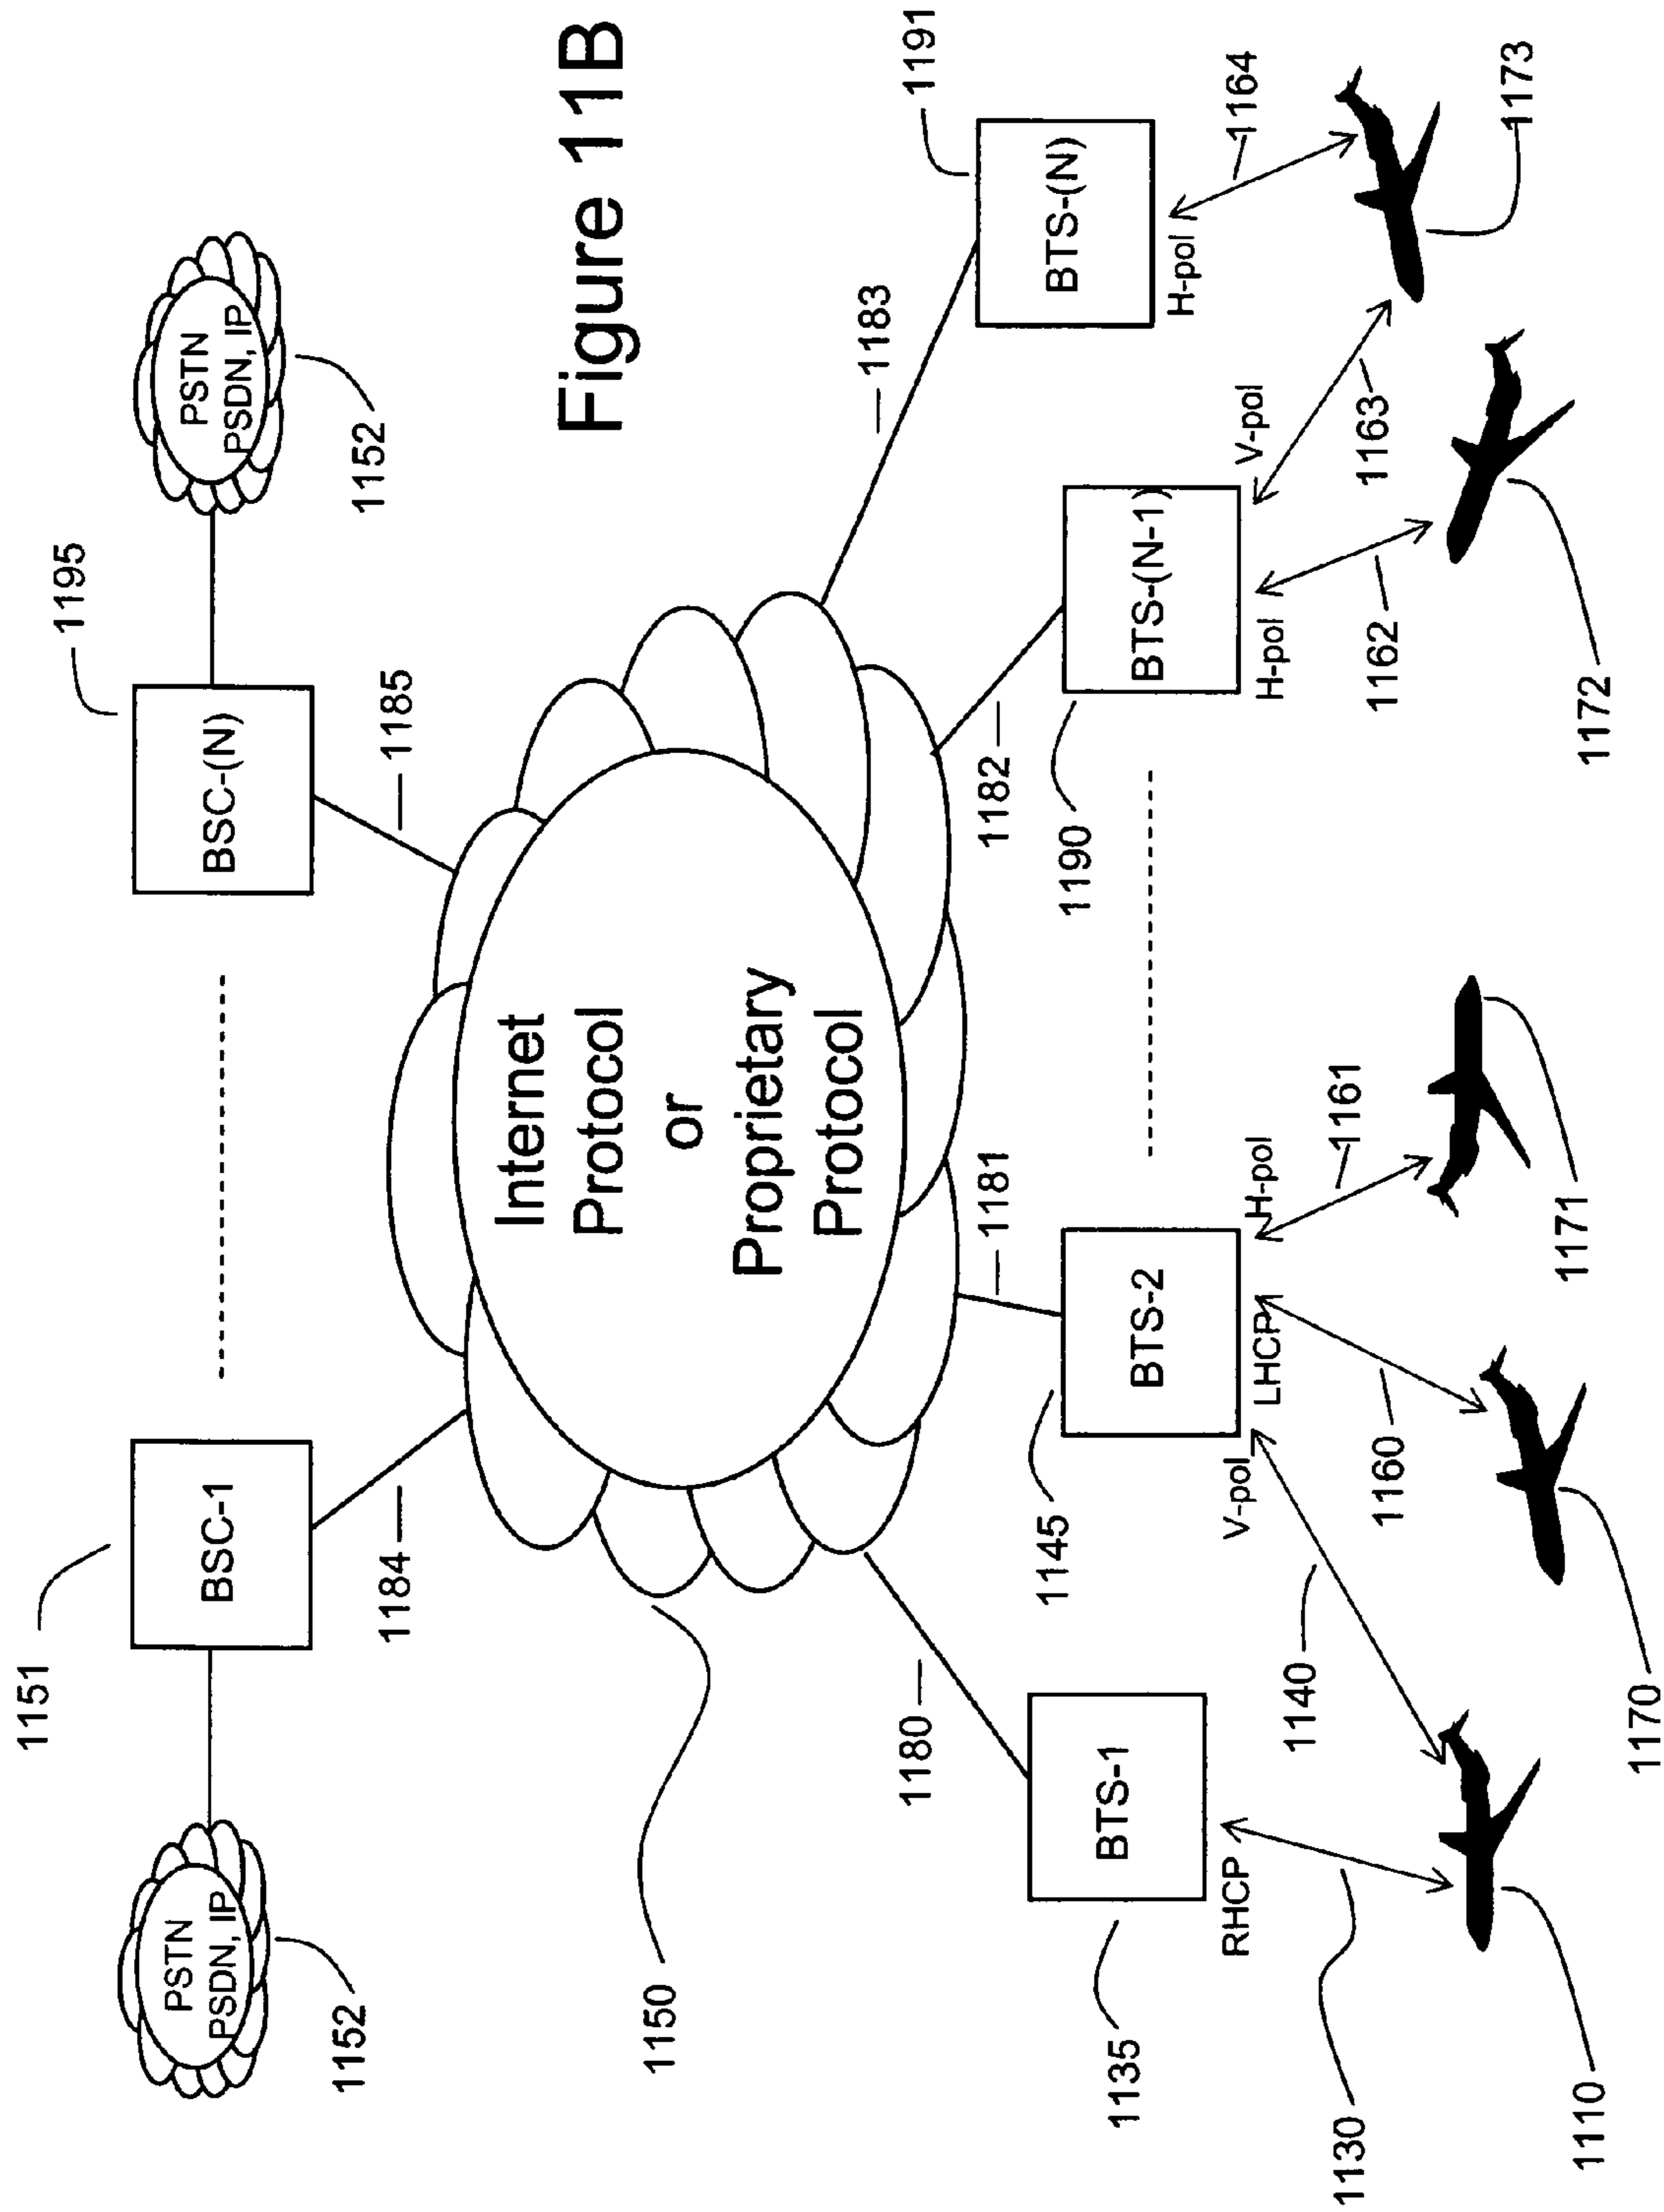 Figure 11B
1151
1195
PSTN
PSDN, IP
BSC-1
BSC-(N)
PSTN
PSDN, IP
1152
1184
1185
1152
Internet
Protocol
or
Proprietary
Protocol
1150
1180
1181
1182
1183
1191
1135
BTS-1
1145
BTS-2
1190
BTS-(N-1)
BTS-(N)
RHCP
V-pol
LHCP
H-pol
H-pol
V-pol
H-pol
1130
1140
1160
1161
1162
1163
1164
1110
1170
1171
1172
1173